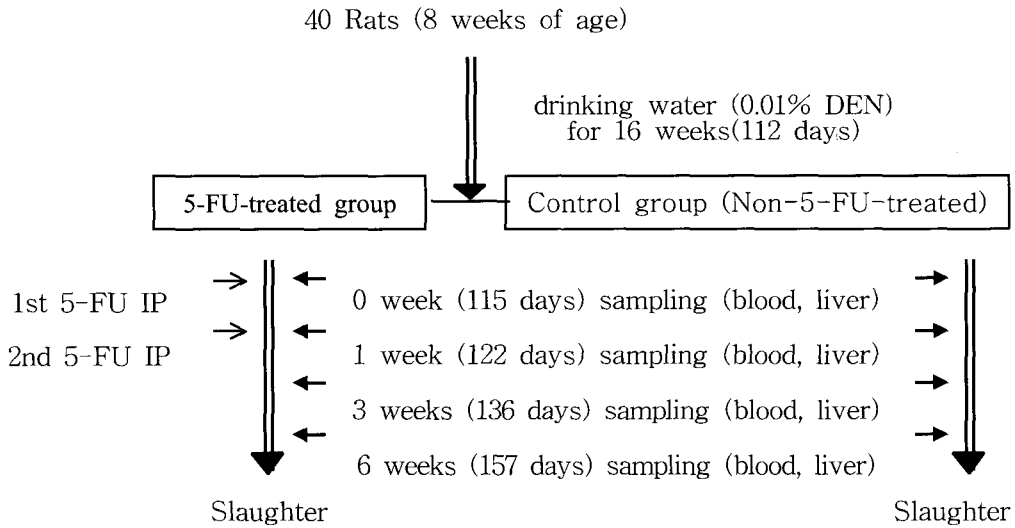 40 Rats (8 weeks of age)
drinking water (0.01% DEN)
for 16 weeks(112 days)
5-FU-treated group
Control group (Non-5-FU-treated)
1st 5-FU IP
0 week (115 days) sampling (blood, liver)
2nd 5-FU IP
1 week (122 days) sampling (blood, liver)
3 weeks (136 days) sampling (blood, liver)
6 weeks (157 days) sampling (blood, liver)
Slaughter
Slaughter